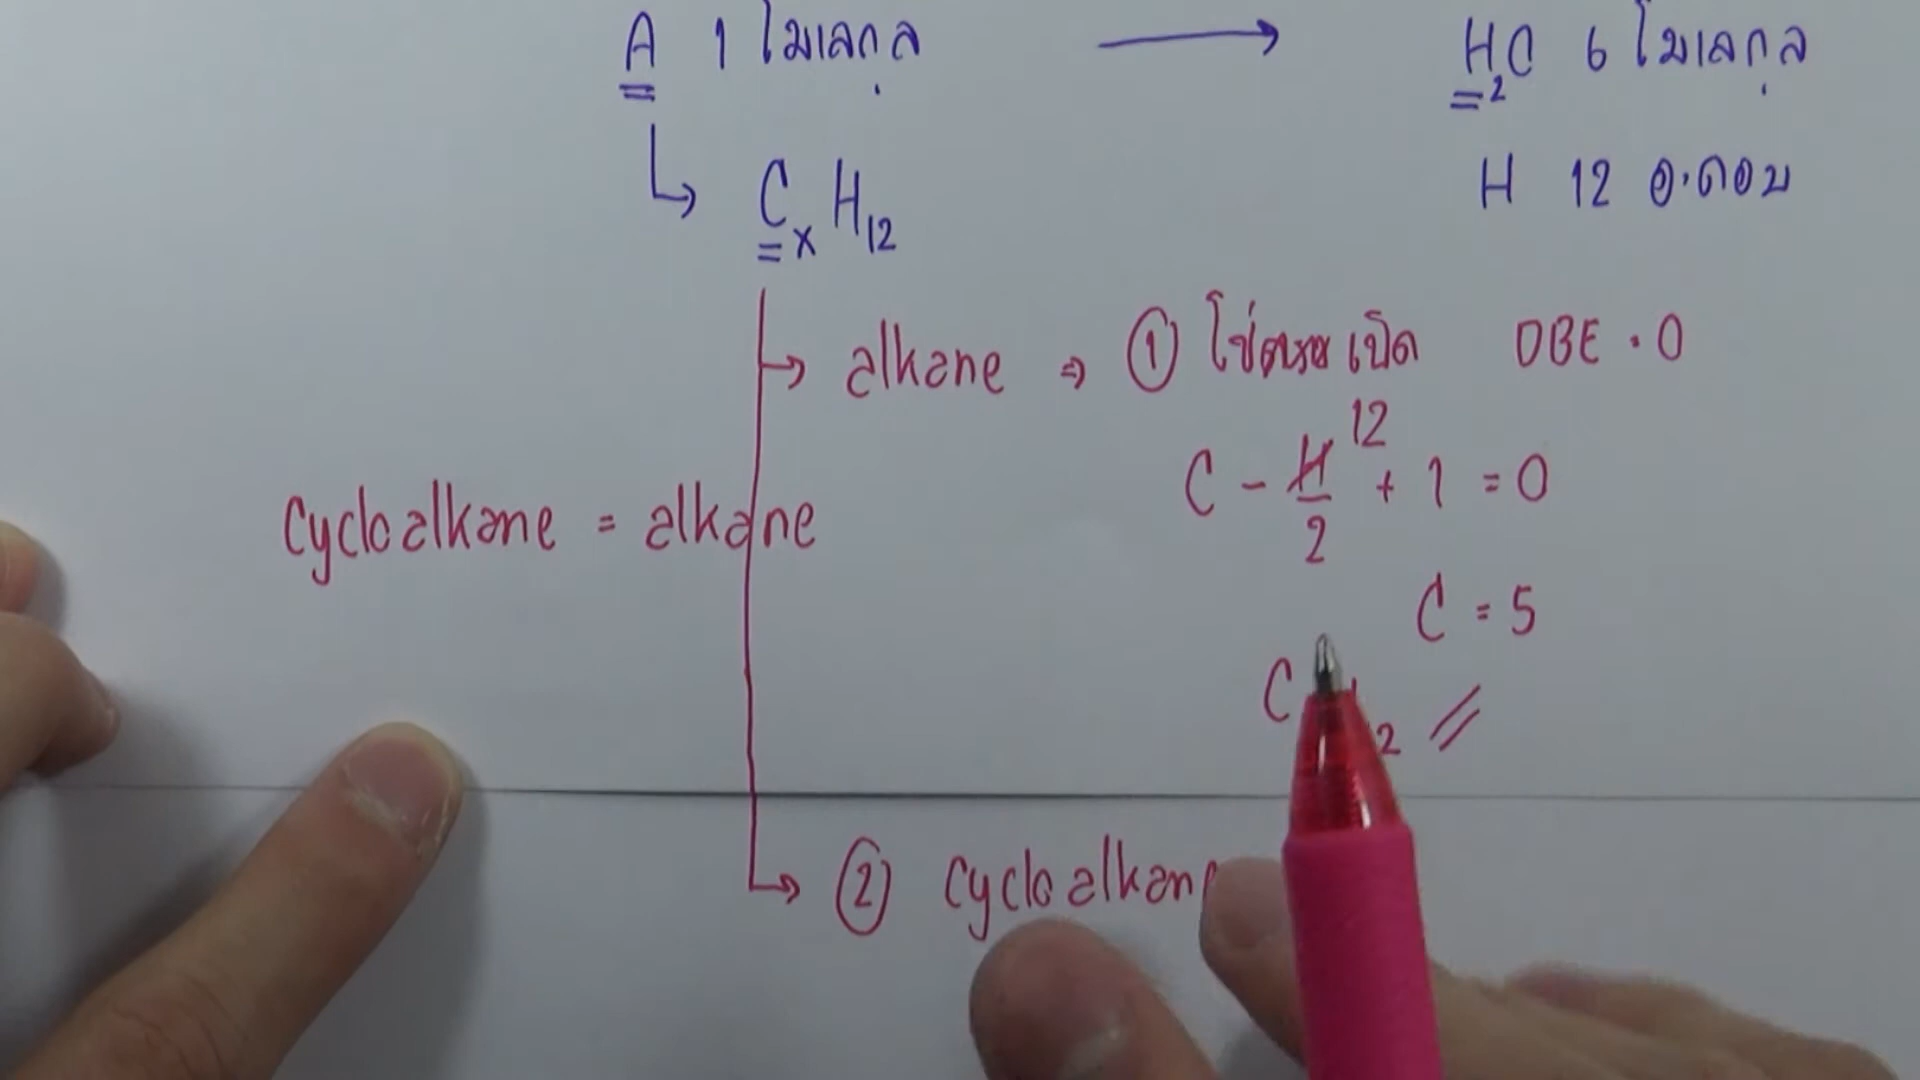 A 1 โมเลกุล → H₂O 6 โมเลกุล
↳ CₓH₁₂
H 12 อะตอม
→ alkane ⇒ ① โซ่ตรง เปิด DBE = 0
C - H/2 + 1 = 0
12
cycloalkane = alkane
C = 5
C 2
→ ② cycloalkan